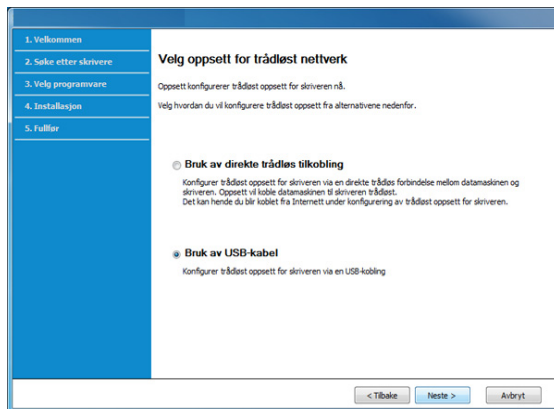 1. Velkommen
2. Søke etter skrivere
3. Velg programvare
4. Installasjon
5. Fullfør
Velg oppsett for trådløst nettverk
Oppsett konfigurerer trådløst oppsett for skriveren nå.
Velg hvordan du vil konfigurere trådløst oppsett fra alternativene nedenfor.
Bruk av direkte trådløs tilkobling
Konfigurer trådløst oppsett for skriveren via en direkte trådløs forbindelse mellom datamaskinen og
skriveren. Oppsett vil koble datamaskinen til skriveren trådløst.
Det kan hende du blir koblet fra Internett under konfigurering av trådløst oppsett for skriveren.
Bruk av USB-kabel
Konfigurer trådløst oppsett for skriveren via en USB-kobling
< Tilbake
Neste >
Avbryt